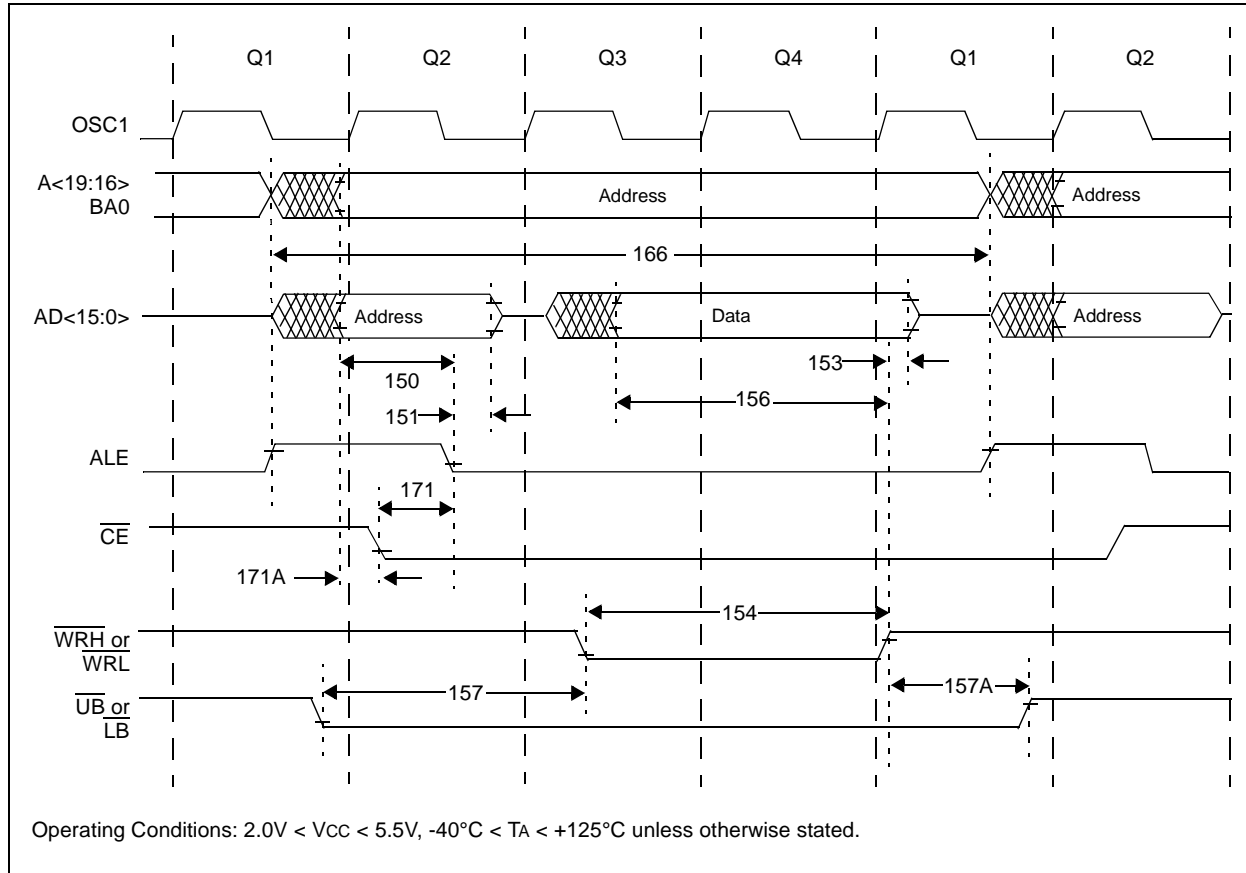 Q1 Q2 Q3 Q4 Q1 Q2
OSC1
A<19:16>
BA0
Address
Address
166
AD<15:0>
Address
Data
Address
150
153
151
156
ALE
171
CE
171A
154
WRH or
WRL
157
157A
UB or
LB
Operating Conditions: 2.0V < VCC < 5.5V, -40°C < TA < +125°C unless otherwise stated.